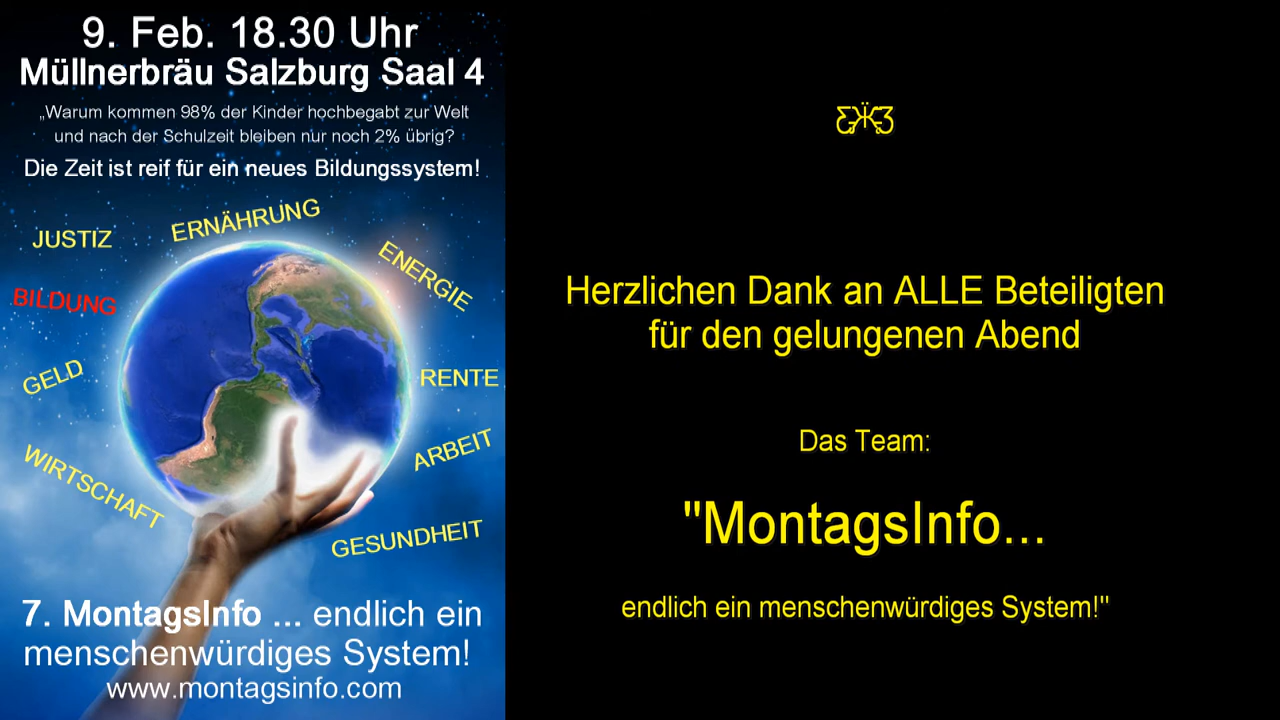 9. Feb. 18.30 Uhr
Müllnerbräu Salzburg Saal 4
„Warum kommen 98% der Kinder hochbegabt zur Welt
und nach der Schulzeit bleiben nur noch 2% übrig?
Die Zeit ist reif für ein neues Bildungssystem!
JUSTIZ
ERNÄHRUNG
ENERGIE
BILDUNG
GELD
RENTE
WIRTSCHAFT
ARBEIT
GESUNDHEIT
7. MontagsInfo ... endlich ein
menschenwürdiges System!
www.montagsinfo.com
Herzlichen Dank an ALLE Beteiligten
für den gelungenen Abend
Das Team:
"MontagsInfo...
endlich ein menschenwürdiges System!"